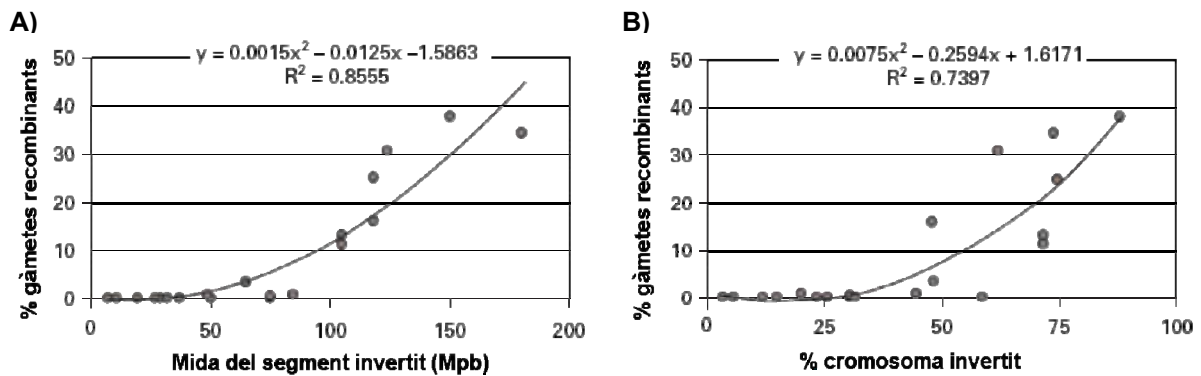 A)
y = 0.0015x² – 0.0125x –1.5863
R² = 0.8555
% gàmetes recombinants
50
40
30
20
10
0
0 50 100 150 200
Mida del segment invertit (Mpb)
B)
y = 0.0075x² – 0.2594x + 1.6171
R² = 0.7397
% gàmetes recombinants
50
40
30
20
10
0
0 25 50 75 100
% cromosoma invertit